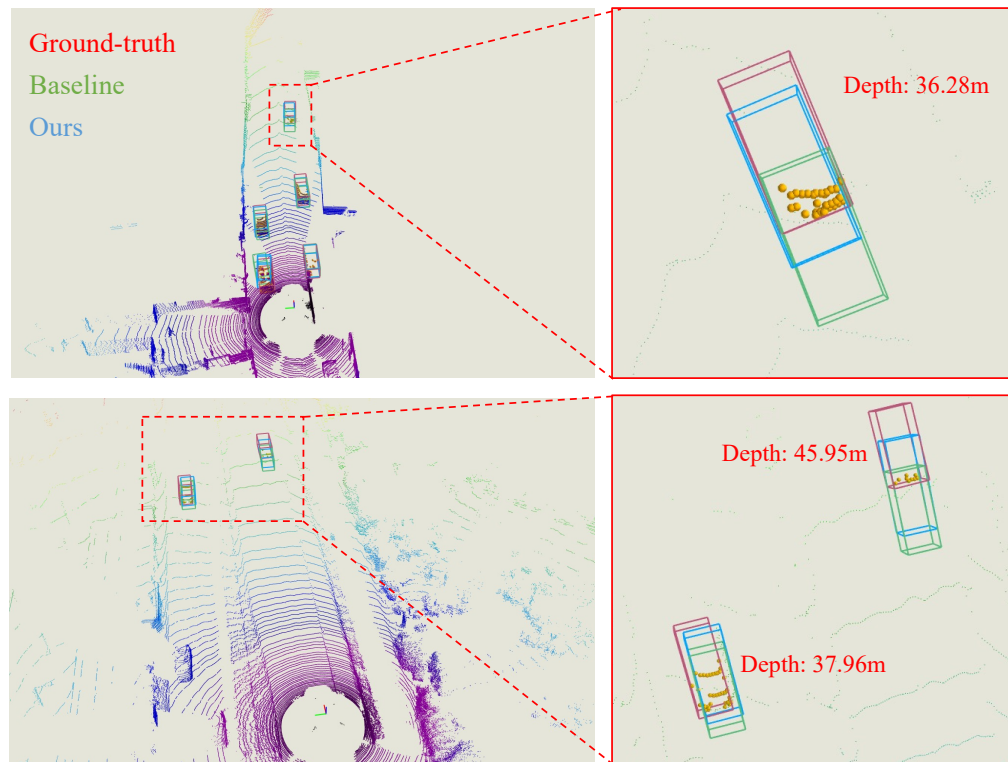 Ground-truth
Baseline
Ours
Depth: 36.28m
Depth: 45.95m
Depth: 37.96m